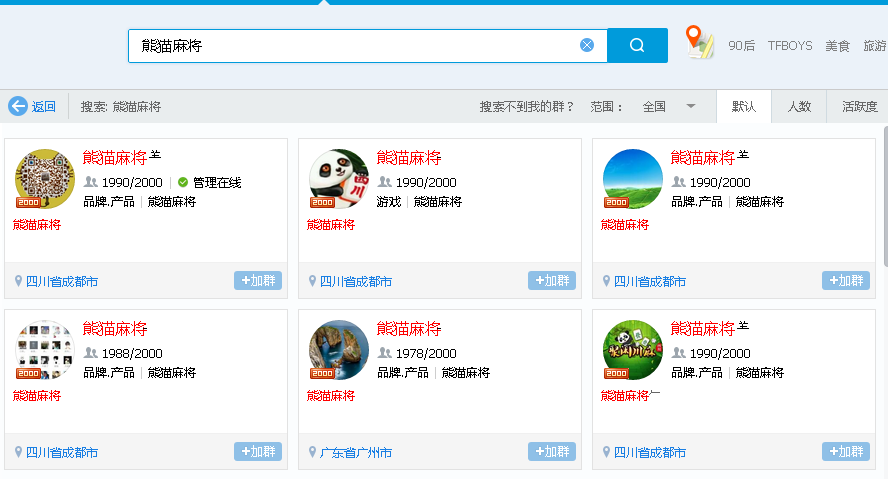 熊猫麻将
90后 TFBOYS 美食 旅游
返回 搜索: 熊猫麻将 搜索不到我的群? 范围: 全国 默认 人数 活跃度
熊猫麻将
1990/2000 管理在线
品牌.产品 熊猫麻将
2000
熊猫麻将
四川省成都市 +加群
熊猫麻将
1990/2000
游戏 熊猫麻将
2000
四川
熊猫麻将
四川省成都市 +加群
熊猫麻将
1990/2000
品牌.产品 熊猫麻将
2000
熊猫麻将
四川省成都市 +加群
熊猫麻将
1988/2000
品牌.产品 熊猫麻将
2000
熊猫麻将
四川省成都市 +加群
熊猫麻将
1978/2000
品牌.产品 熊猫麻将
2000
熊猫麻将
广东省广州市 +加群
熊猫麻将
1990/2000
品牌.产品 熊猫麻将
2000
熊猫麻将
四川省成都市 +加群